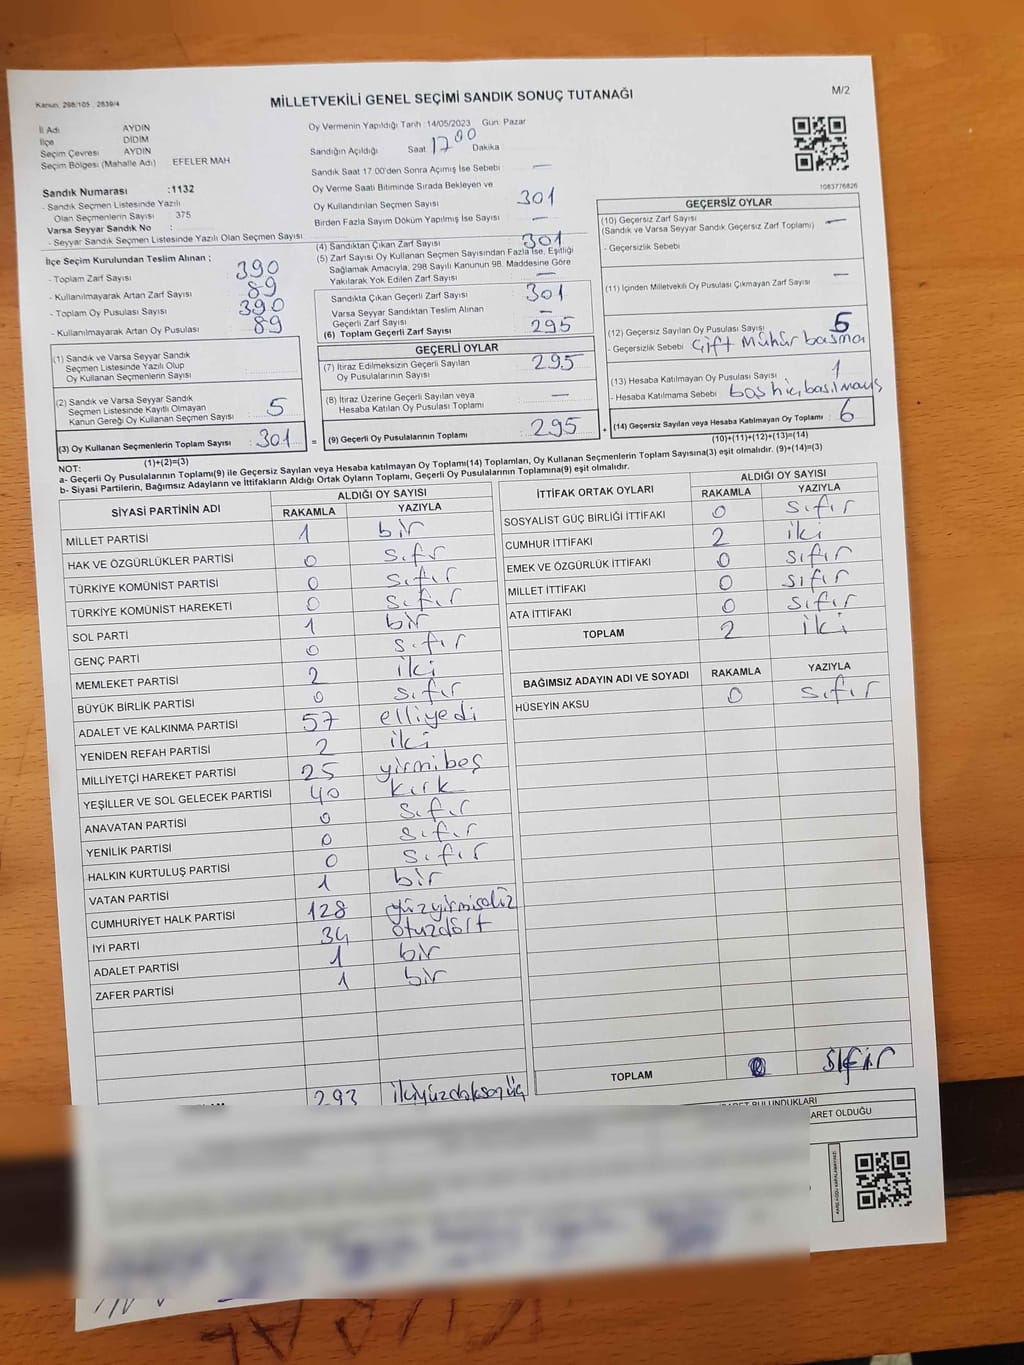 Kanun, 298/105 , 2839/4
MİLLETVEKİLİ GENEL SEÇİMİ SANDIK SONUÇ TUTANAĞI
M/2
İl Adı AYDIN
İlçe DİDİM
Seçim Çevresi AYDIN
Seçim Bölgesi (Mahalle Adı) EFELER MAH
Sandık Numarası :1132
- Sandık Seçmen Listesinde Yazılı
Olan Seçmenlerin Sayısı : 375
Varsa Seyyar Sandık No :
- Seyyar Sandık Seçmen Listesinde Yazılı Olan Seçmen Sayısı
Oy Vermenin Yapıldığı Tarih :14/05/2023 Gün: Pazar
Sandığın Açıldığı Saat 17 00 Dakika
Sandık Saat 17:00'den Sonra Açımış İse Sebebi —
Oy Verme Saati Bitiminde Sırada Bekleyen ve
Oy Kullandırılan Seçmen Sayısı 301
Birden Fazla Sayım Döküm Yapılmış İse Sayısı —
1083776826
İlçe Seçim Kurulundan Teslim Alınan ;
- Toplam Zarf Sayısı 390
- Kullanılmayarak Artan Zarf Sayısı 89
- Toplam Oy Pusulası Sayısı 390
- Kullanılmayarak Artan Oy Pusulası 89
(1) Sandık ve Varsa Seyyar Sandık
Seçmen Listesinde Yazılı Olup
Oy Kullanan Seçmenlerin Sayısı
(2) Sandık ve Varsa Seyyar Sandık
Seçmen Listesinde Kayıtlı Olmayan
Kanun Gereği Oy Kullanan Seçmen Sayısı 5
(3) Oy Kullanan Seçmenlerin Toplam Sayısı : 301 =
(1)+(2)=(3)
(4) Sandıktan Çıkan Zarf Sayısı 301
(5) Zarf Sayısı Oy Kullanan Seçmen Sayısından Fazla İse, Eşitliği
Sağlamak Amacıyla, 298 Sayılı Kanunun 98. Maddesine Göre
Yakılarak Yok Edilen Zarf Sayısı —
Sandıkta Çıkan Geçerli Zarf Sayısı 301
Varsa Seyyar Sandıktan Teslim Alınan
Geçerli Zarf Sayısı —
(6) Toplam Geçerli Zarf Sayısı 295
GEÇERLİ OYLAR
(7) İtiraz Edilmeksizin Geçerli Sayılan
Oy Pusulalarının Sayısı 295
(8) İtiraz Üzerine Geçerli Sayılan veya
Hesaba Katılan Oy Pusulası Toplamı —
(9) Geçerli Oy Pusulalarının Toplamı 295 +
GEÇERSİZ OYLAR
(10) Geçersiz Zarf Sayısı
(Sandık ve Varsa Seyyar Sandık Geçersiz Zarf Toplamı) —
- Geçersizlik Sebebi
(11) İçinden Milletvekili Oy Pusulası Çıkmayan Zarf Sayısı —
(12) Geçersiz Sayılan Oy Pusulası Sayısı 5
- Geçersizlik Sebebi Çift Mühür basma
(13) Hesaba Katılmayan Oy Pusulası Sayısı 1
- Hesaba Katılmama Sebebi : boş hiç basılmayış
(14) Geçersiz Sayılan veya Hesaba Katılmayan Oy Toplamı : 6
(10)+(11)+(12)+(13)=(14)
NOT:
a- Geçerli Oy Pusulalarının Toplamı(9) ile Geçersiz Sayılan veya Hesaba katılmayan Oy Toplamı(14) Toplamları, Oy Kullanan Seçmenlerin Toplam Sayısına(3) eşit olmalıdır. (9)+(14)=(3)
b- Siyasi Partilerin, Bağımsız Adayların ve İttifakların Aldığı Ortak Oyların Toplamı, Geçerli Oy Pusulalarının Toplamına(9) eşit olmalıdır.
SİYASİ PARTİNİN ADI ALDIĞI OY SAYISI
RAKAMLA YAZIYLA
MİLLET PARTİSİ 1 bir
HAK VE ÖZGÜRLÜKLER PARTİSİ 0 sıfr
TÜRKİYE KOMÜNİST PARTİSİ 0 sıfır
TÜRKİYE KOMÜNİST HAREKETİ 0 sıfır
SOL PARTİ 1 bir
GENÇ PARTİ 0 sıfır
MEMLEKET PARTİSİ 2 iki
BÜYÜK BİRLİK PARTİSİ 0 sıfır
ADALET VE KALKINMA PARTİSİ 57 elliyedi
YENİDEN REFAH PARTİSİ 2 iki
MİLLİYETÇİ HAREKET PARTİSİ 25 yirmibeş
YEŞİLLER VE SOL GELECEK PARTİSİ 40 kırk
ANAVATAN PARTİSİ 0 sıfır
YENİLİK PARTİSİ 0 sıfır
HALKIN KURTULUŞ PARTİSİ 0 sıfır
VATAN PARTİSİ 1 bir
CUMHURİYET HALK PARTİSİ 128 yüzyirmisekiz
İYİ PARTİ 34 otuzdört
ADALET PARTİSİ 1 bir
ZAFER PARTİSİ 1 bir
293 ikiyüzdoksanüç
İTTİFAK ORTAK OYLARI ALDIĞI OY SAYISI
RAKAMLA YAZIYLA
SOSYALİST GÜÇ BİRLİĞİ İTTİFAKI 0 sıfır
CUMHUR İTTİFAKI 2 iki
EMEK VE ÖZGÜRLÜK İTTİFAKI 0 sıfır
MİLLET İTTİFAKI 0 sıfır
ATA İTTİFAKI 0 sıfır
TOPLAM 2 iki
BAĞIMSIZ ADAYIN ADI VE SOYADI RAKAMLA YAZIYLA
HÜSEYİN AKSU 0 sıfır
TOPLAM 0 sıfır
BULUNDUKLARI
ARET OLDUĞU